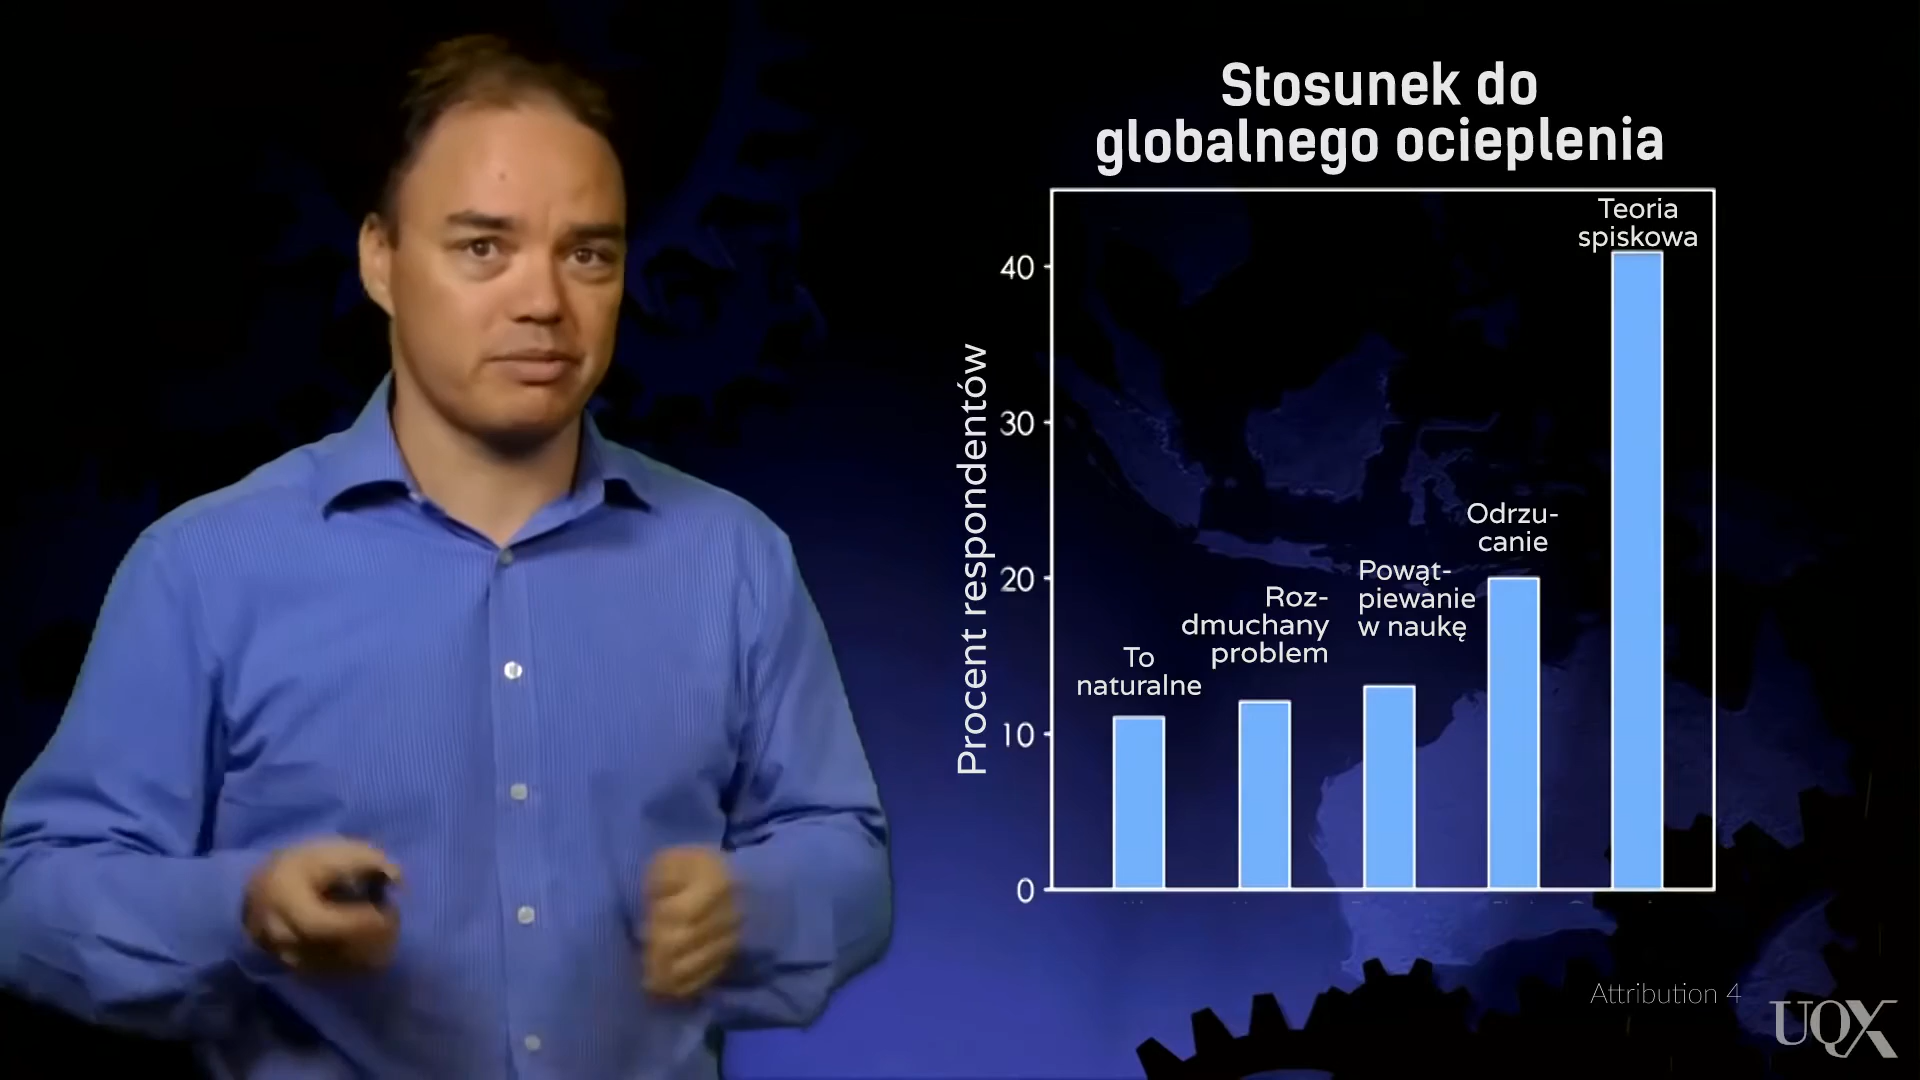 Stosunek do
globalnego ocieplenia
Procent respondentów
40
30
20
10
0
To
naturalne
Roz-
dmuchany
problem
Powąt-
piewanie
w naukę
Odrzu-
canie
Teoria
spiskowa
Attribution 4
UQX